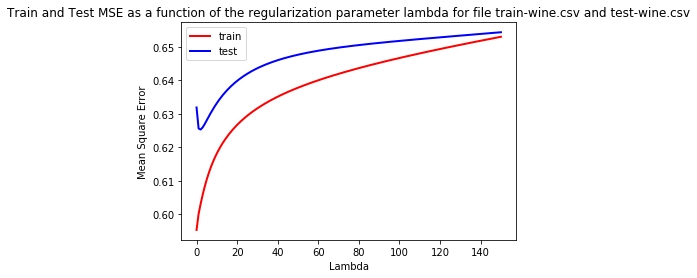 Train and Test MSE as a function of the regularization parameter lambda for file train-wine.csv and test-wine.csv
train
test
Mean Square Error
0.65
0.64
0.63
0.62
0.61
0.60
0 20 40 60 80 100 120 140
Lambda